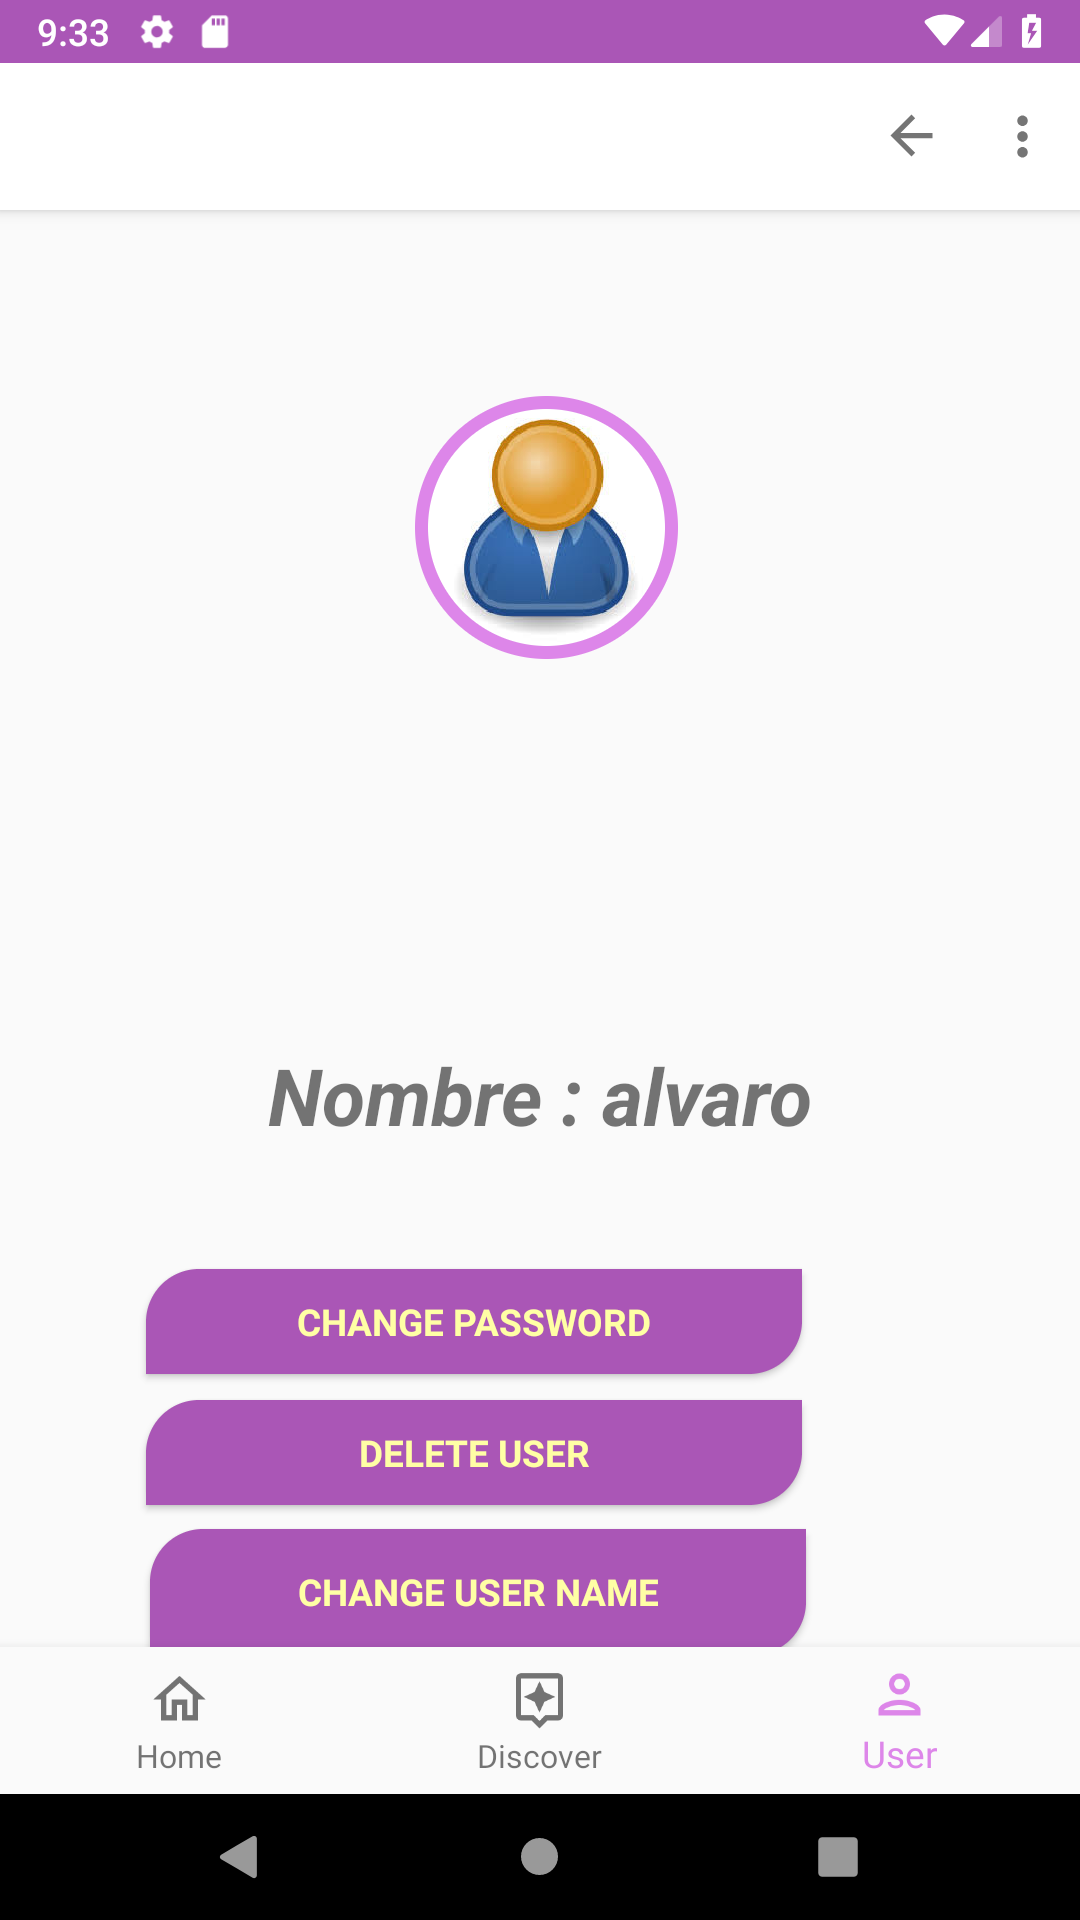 9:33
Nombre : alvaro
CHANGE PASSWORD
DELETE USER
CHANGE USER NAME
Home
Discover
User